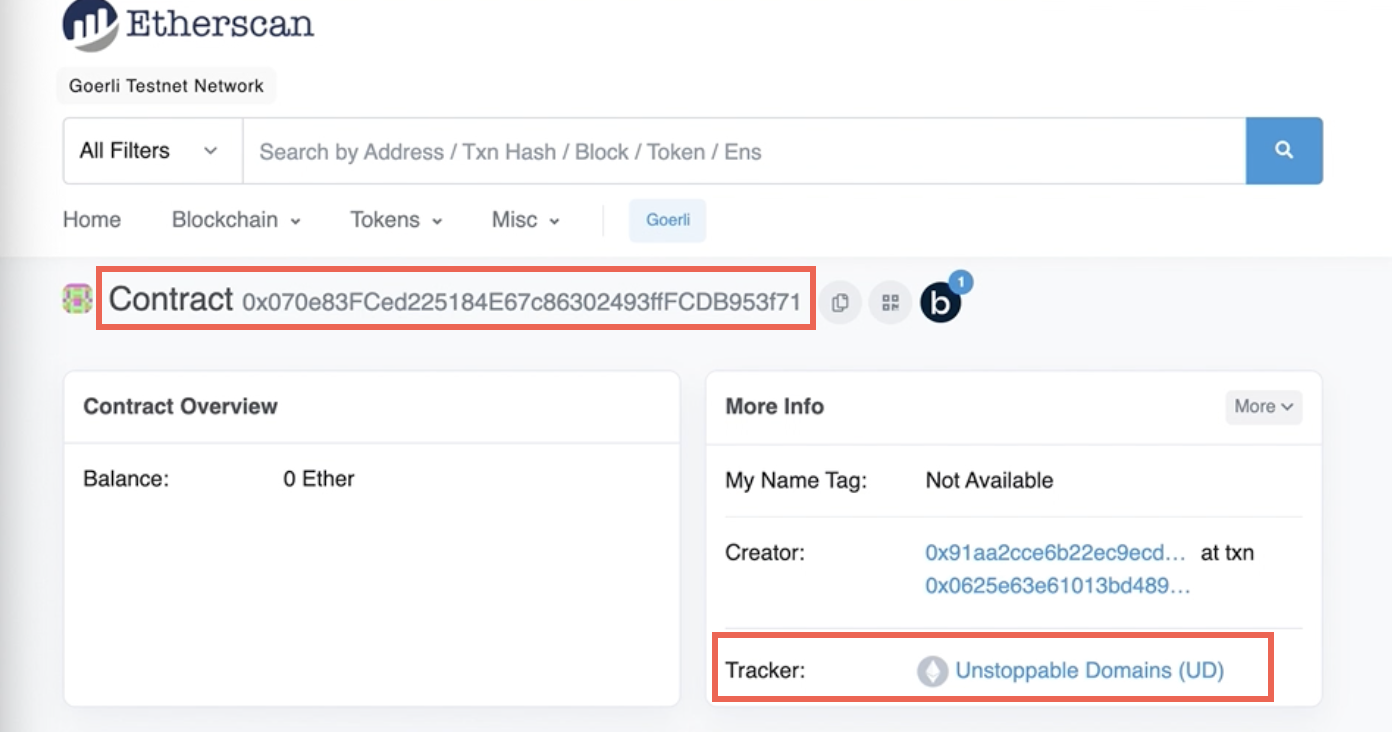 Etherscan
Goerli Testnet Network
All Filters
Search by Address / Txn Hash / Block / Token / Ens
Home Blockchain Tokens Misc Goerli
Contract 0x070e83FCed225184E67c86302493ffFCDB953f71
b 1
Contract Overview
Balance: 0 Ether
More Info More
My Name Tag: Not Available
Creator: 0x91aa2cce6b22ec9ecd... at txn
0x0625e63e61013bd489...
Tracker: Unstoppable Domains (UD)